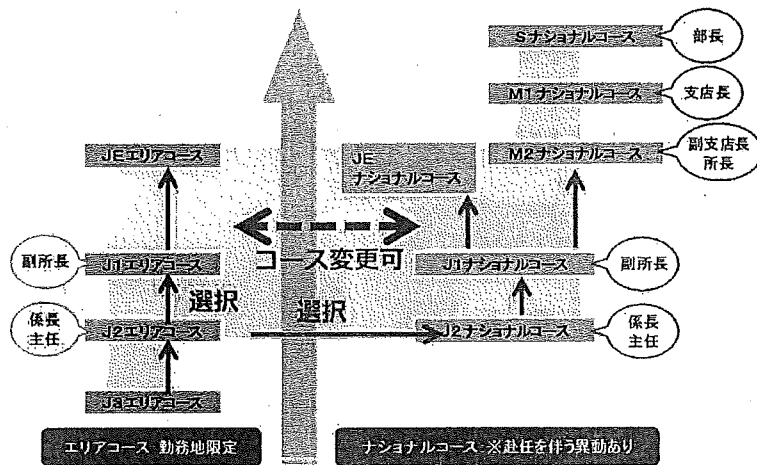 Sナショナルコース
部長
M1ナショナルコース
支店長
JEエリアコース
JE
ナショナルコース
M2ナショナルコース
副支店長
所長
コース変更可
副所長
J1エリアコース
J1ナショナルコース
副所長
選択
選択
係長
主任
J2エリアコース
J2ナショナルコース
係長
主任
J3エリアコース
エリアコース 勤務地限定
ナショナルコース ※赴任を伴う異動あり